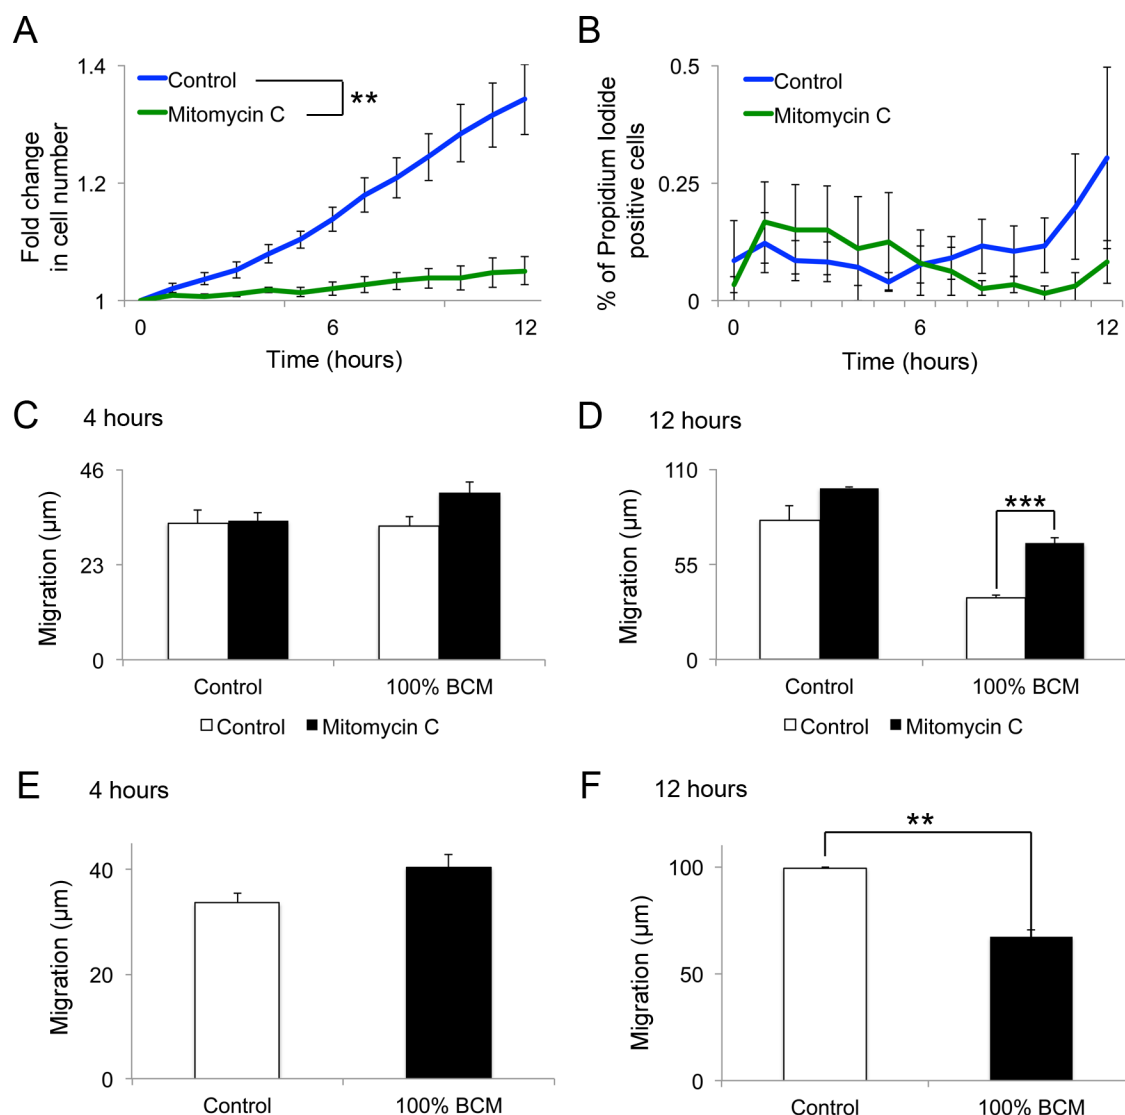 A
1.4
Control
**
Mitomycin C
Fold change
in cell number
1.2
1
0
6
12
Time (hours)
B
0.5
Control
Mitomycin C
% of Propidium Iodide
positive cells
0.25
0
0
6
12
Time (hours)
C
4 hours
46
Migration (µm)
23
0
Control
100% BCM
Control
Mitomycin C
D
12 hours
110
***
Migration (µm)
55
0
Control
100% BCM
Control
Mitomycin C
E
4 hours
40
Migration (µm)
20
0
Control
100% BCM
F
12 hours
**
100
Migration (µm)
50
0
Control
100% BCM